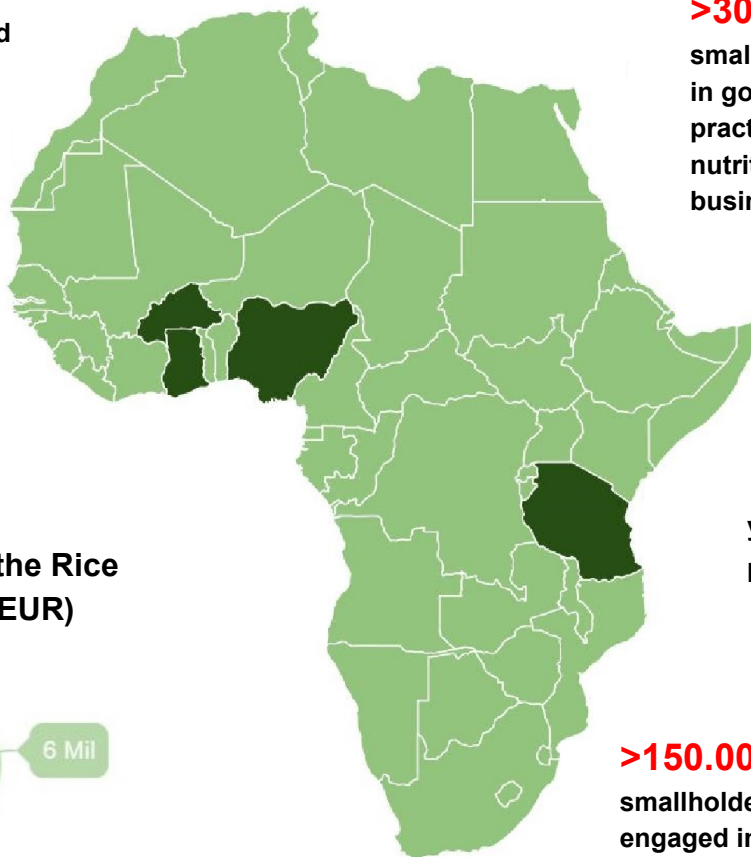 >30
smal
in go
pract
nutrit
busin
the Rice
EUR)
6 Mil
>150.00
smallholde
engaged in